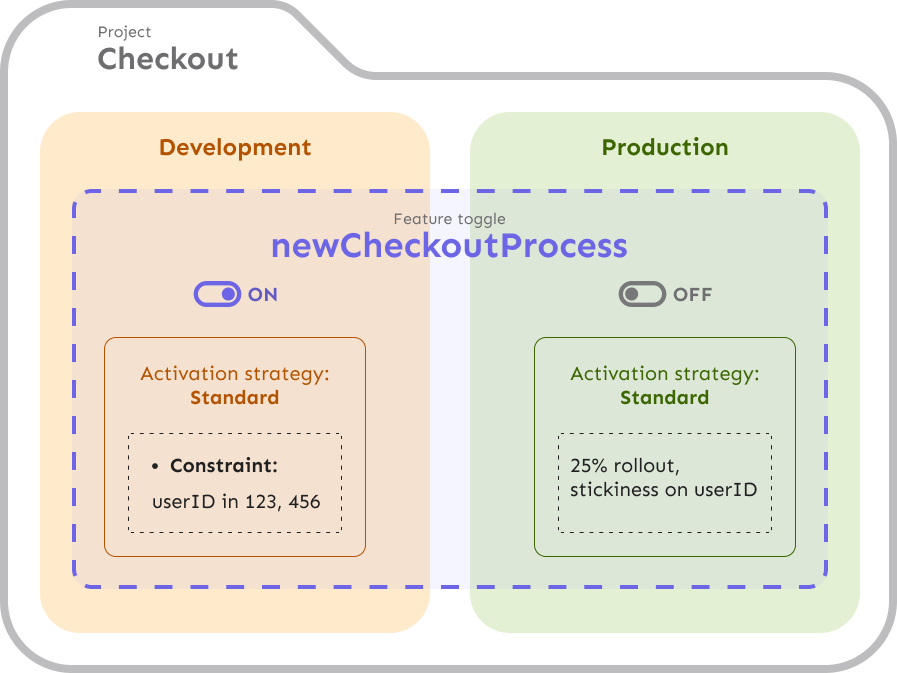 Project
Checkout
Development
Production
Feature toggle
newCheckoutProcess
ON
OFF
Activation strategy:
Standard
• Constraint:
userID in 123, 456
Activation strategy:
Standard
25% rollout,
stickiness on userID